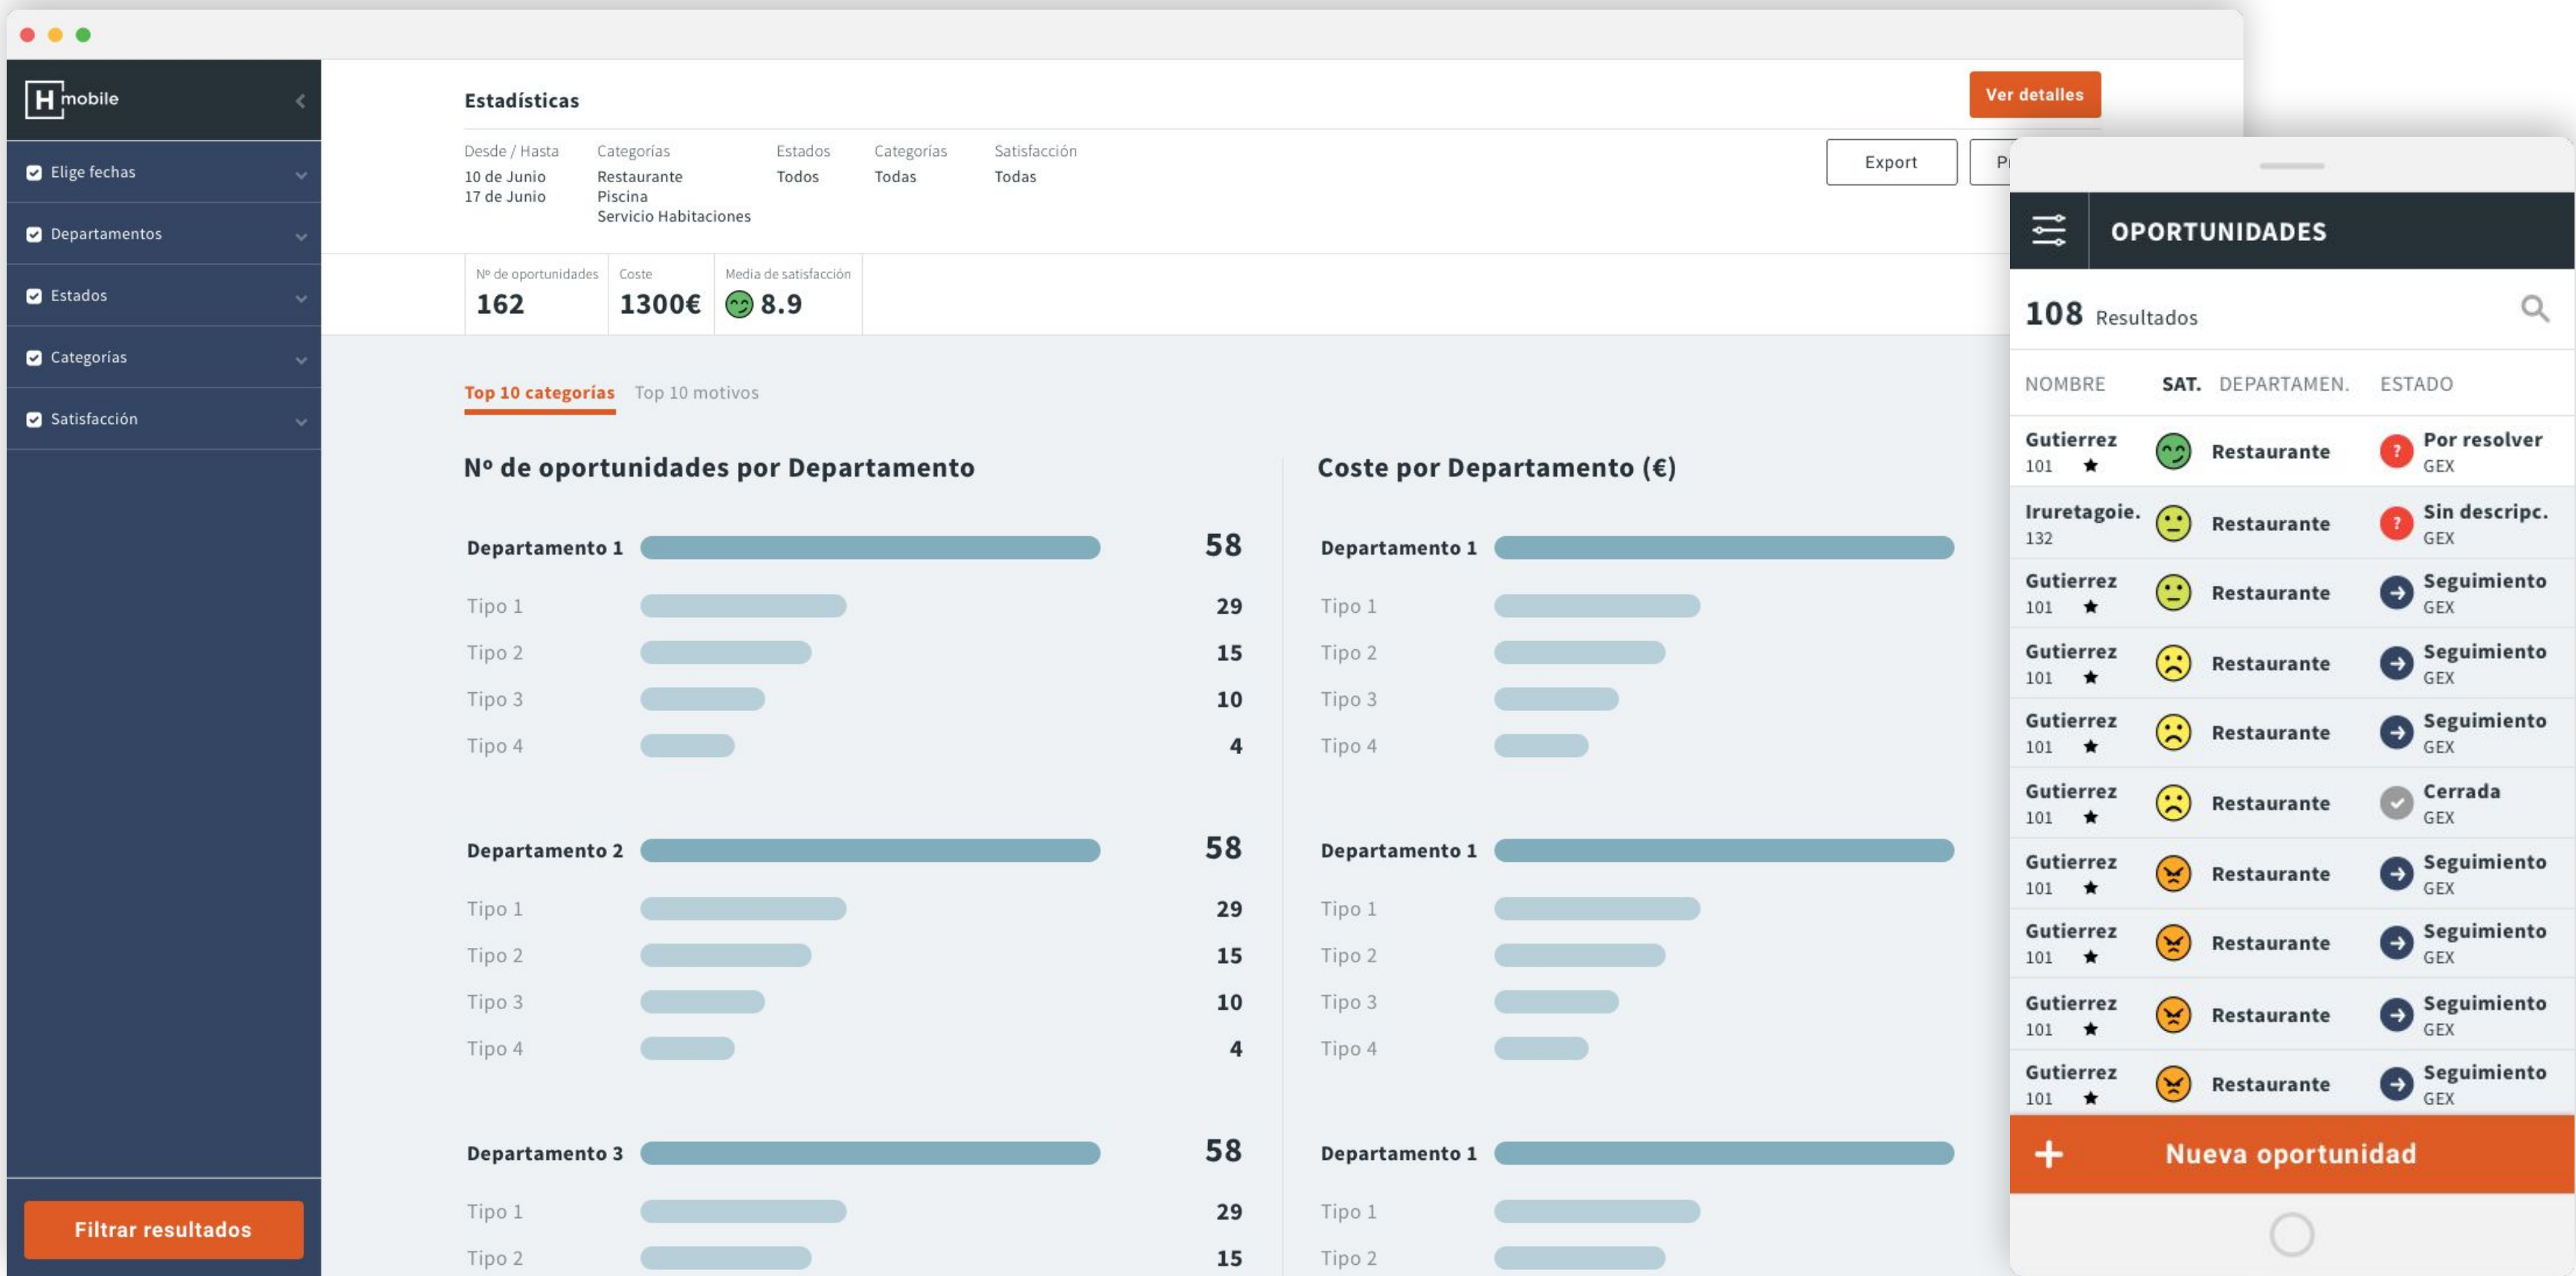 H mobile
Elige fechas
Departamentos
Estados
Categorías
Satisfacción
Filtrar resultados
Estadísticas
Ver detalles
Desde / Hasta
10 de Junio
17 de Junio
Categorías
Restaurante
Piscina
Servicio Habitaciones
Estados
Todos
Categorías
Todas
Satisfacción
Todas
Export
Nº de oportunidades
162
Coste
1300€
Media de satisfacción
8.9
Top 10 categorías Top 10 motivos
Nº de oportunidades por Departamento
Departamento 1 58
Tipo 1 29
Tipo 2 15
Tipo 3 10
Tipo 4 4
Departamento 2 58
Tipo 1 29
Tipo 2 15
Tipo 3 10
Tipo 4 4
Departamento 3 58
Tipo 1 29
Tipo 2 15
Coste por Departamento (€)
Departamento 1
Tipo 1
Tipo 2
Tipo 3
Tipo 4
Departamento 1
Tipo 1
Tipo 2
Tipo 3
Tipo 4
Departamento 1
Tipo 1
Tipo 2
OPORTUNIDADES
108 Resultados
NOMBRE SAT. DEPARTAMEN. ESTADO
Gutierrez Restaurante ? Por resolver
101 ★ GEX
Iruretagoie. Restaurante ? Sin descripc.
132 GEX
Gutierrez Restaurante Seguimiento
101 ★ GEX
Gutierrez Restaurante Seguimiento
101 ★ GEX
Gutierrez Restaurante Seguimiento
101 ★ GEX
Gutierrez Restaurante Cerrada
101 ★ GEX
Gutierrez Restaurante Seguimiento
101 ★ GEX
Gutierrez Restaurante Seguimiento
101 ★ GEX
Gutierrez Restaurante Seguimiento
101 ★ GEX
Gutierrez Restaurante Seguimiento
101 ★ GEX
+ Nueva oportunidad